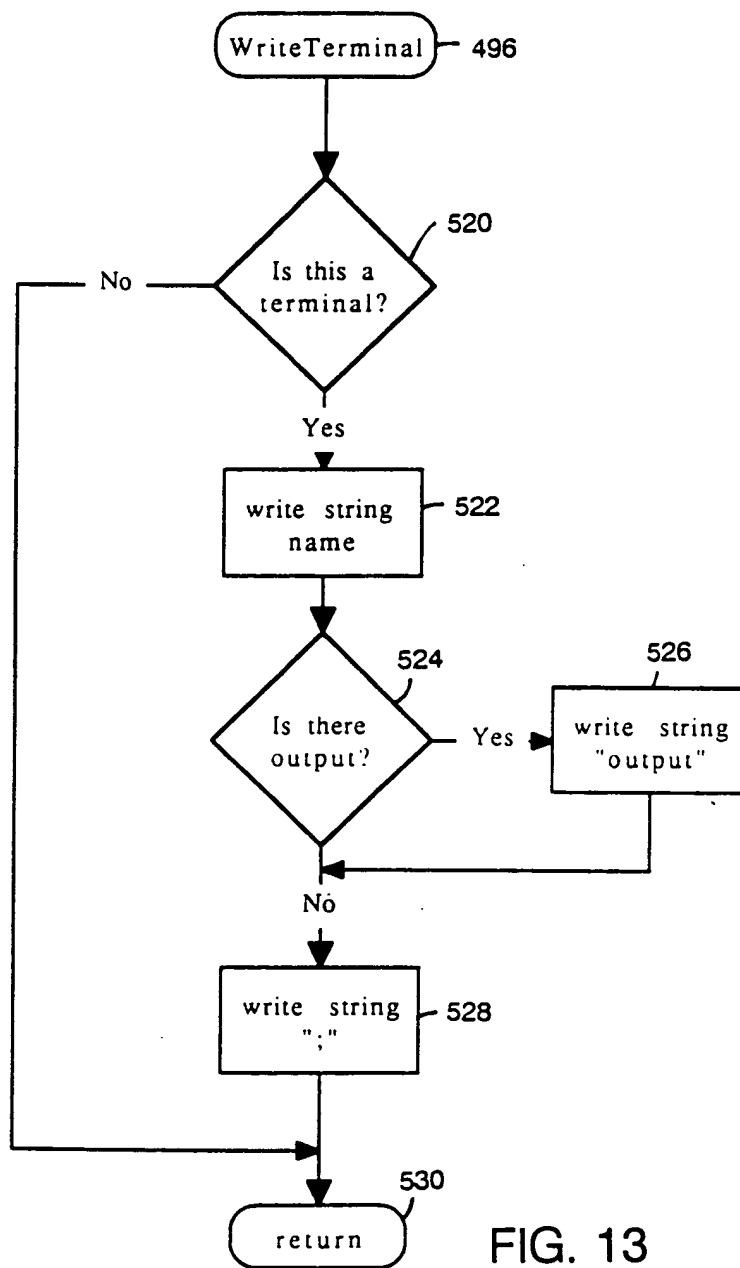 WriteTerminal
496
520
Is this a
terminal?
No
Yes
write string
name
522
524
Is there
output?
Yes
526
write string
"output"
No
write string
";"
528
530
return
FIG. 13